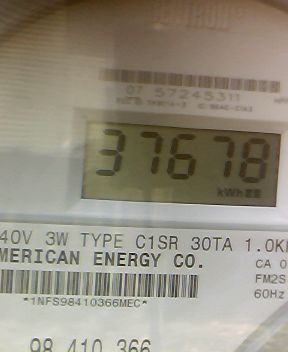 CENTRON
07 57245311
37678
kWh
40V 3W TYPE C1SR 30TA 1.0K
MERICAN ENERGY CO.
CA 0
FM2S
60Hz
*1NFS98410366MEC*
98 410 366